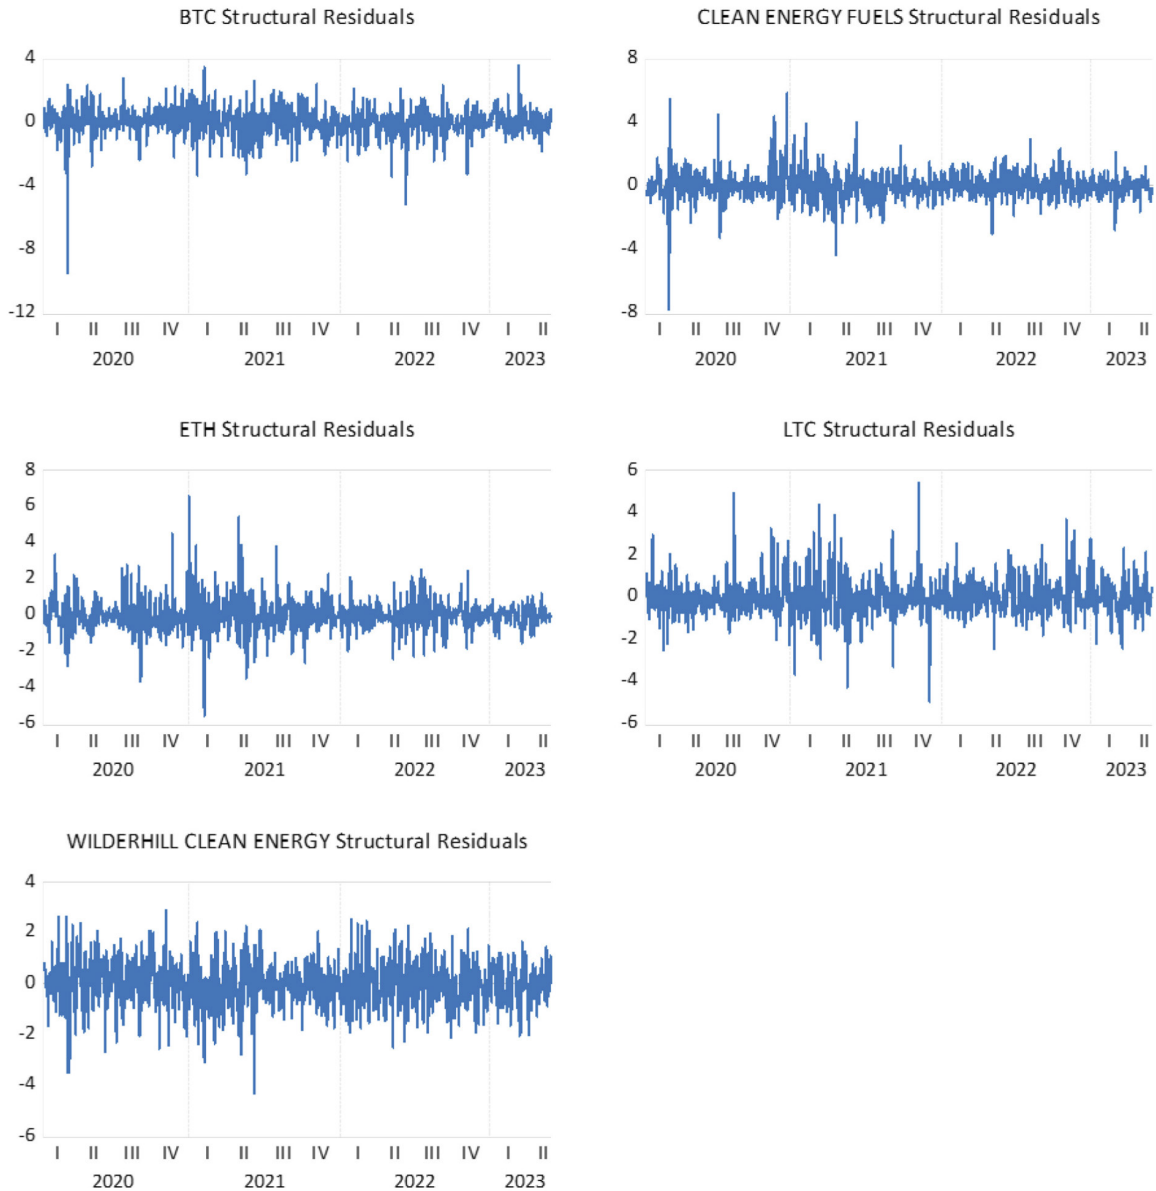 BTC Structural Residuals
4
0
-4
-8
-12
I II III IV I II III IV I II III IV I II
2020 2021 2022 2023
CLEAN ENERGY FUELS Structural Residuals
8
4
0
-4
-8
I II III IV I II III IV I II III IV I II
2020 2021 2022 2023
ETH Structural Residuals
8
6
4
2
0
-2
-4
-6
I II III IV I II III IV I II III IV I II
2020 2021 2022 2023
LTC Structural Residuals
6
4
2
0
-2
-4
-6
I II III IV I II III IV I II III IV I II
2020 2021 2022 2023
WILDERHILL CLEAN ENERGY Structural Residuals
4
2
0
-2
-4
-6
I II III IV I II III IV I II III IV I II
2020 2021 2022 2023